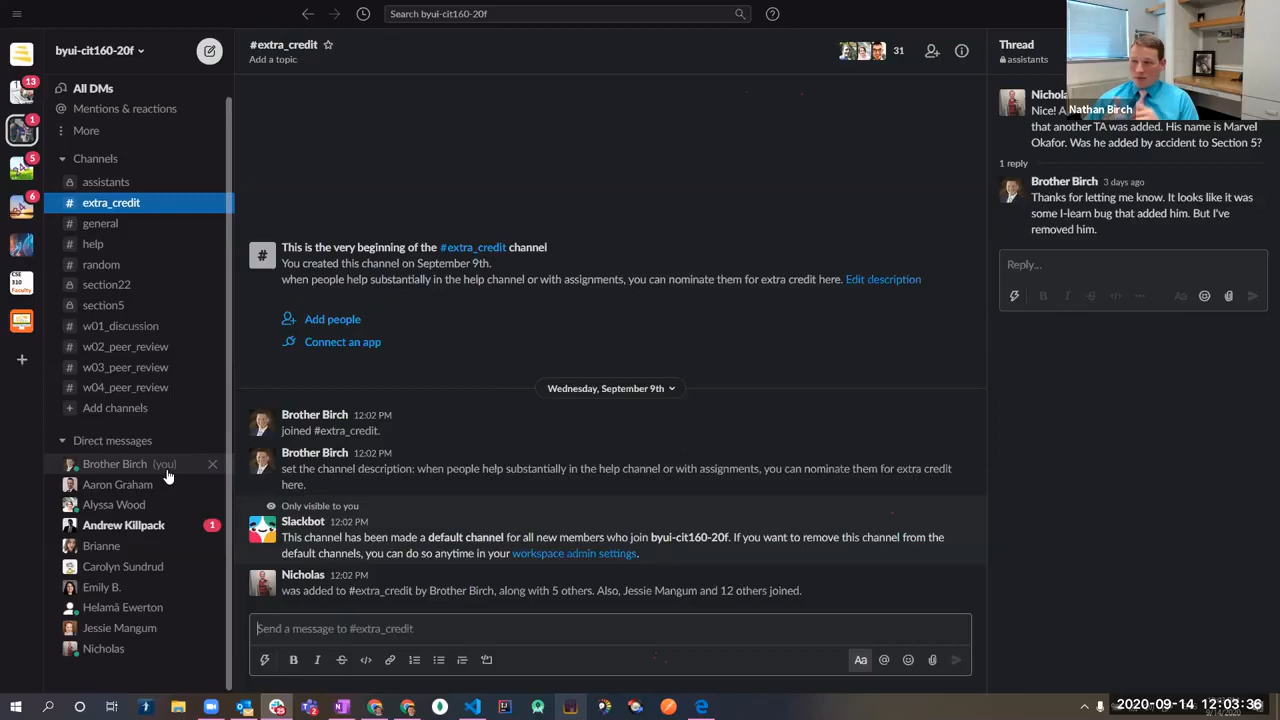 Search byui-cit160-20f
byui-cit160-20f
13
1
5
6
CSE
310
Faculty
All DMs
Mentions & reactions
More
Channels
assistants
# extra_credit
# general
# help
# random
section22
section5
# w01_discussion
# w02_peer_review
# w03_peer_review
# w04_peer_review
+ Add channels
Direct messages
Brother Birch (you)
Aaron Graham
Alyssa Wood
Andrew Killpack 1
Brianne
Carolyn Sundrud
Emily B.
Helamã Ewerton
Jessie Mangum
Nicholas
#extra_credit
Add a topic
31
This is the very beginning of the #extra_credit channel
You created this channel on September 9th.
when people help substantially in the help channel or with assignments, you can nominate them for extra credit here. Edit description
Add people
Connect an app
Wednesday, September 9th
Brother Birch 12:02 PM
joined #extra_credit.
Brother Birch 12:02 PM
set the channel description: when people help substantially in the help channel or with assignments, you can nominate them for extra credit
here.
Only visible to you
Slackbot 12:02 PM
This channel has been made a default channel for all new members who join byui-cit160-20f. If you want to remove this channel from the
default channels, you can do so anytime in your workspace admin settings.
Nicholas 12:02 PM
was added to #extra_credit by Brother Birch, along with 5 others. Also, Jessie Mangum and 12 others joined.
Send a message to #extra_credit
Aa
Thread
assistants
Nathan Birch
Nice! A
that another TA was added. His name is Marvel
Okafor. Was he added by accident to Section 5?
1 reply
Brother Birch 3 days ago
Thanks for letting me know. It looks like it was
some I-learn bug that added him. But I've
removed him.
Reply...
Aa
2020-09-14 12:03:36